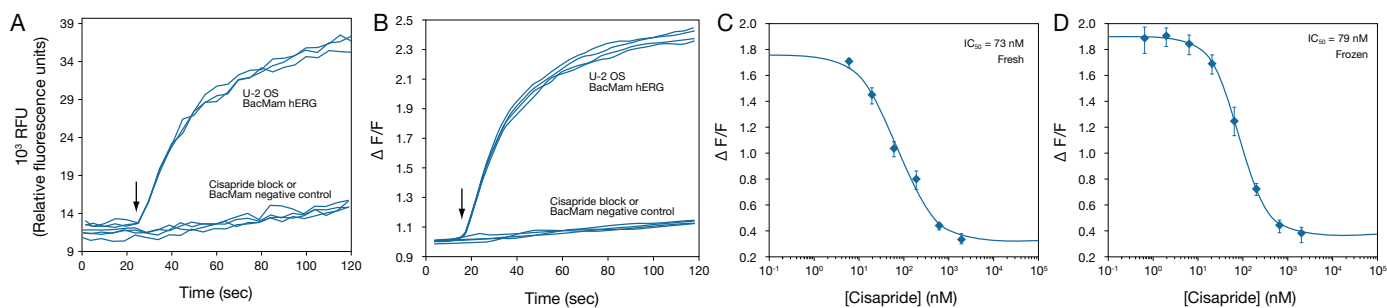 A
39
34
29
24
19
14
9
10³ RFU
(Relative fluorescence units)
U-2 OS
BacMam hERG
Cisapride block or
BacMam negative control
0 20 40 60 80 100 120
Time (sec)
B
2.5
2.3
2.1
1.9
1.7
1.5
1.3
1.1
0.9
Δ F/F
U-2 OS
BacMam hERG
Cisapride block or
BacMam negative control
0 20 40 60 80 100 120
Time (sec)
C
2.0
1.8
1.6
1.4
1.2
1.0
0.8
0.6
0.4
0.2
Δ F/F
IC₅₀ = 73 nM
Fresh
10⁻¹ 10⁰ 10¹ 10² 10³ 10⁴ 10⁵
[Cisapride] (nM)
D
2.0
1.8
1.6
1.4
1.2
1.0
0.8
0.6
0.4
0.2
Δ F/F
IC₅₀ = 79 nM
Frozen
10⁻¹ 10⁰ 10¹ 10² 10³ 10⁴ 10⁵
[Cisapride] (nM)